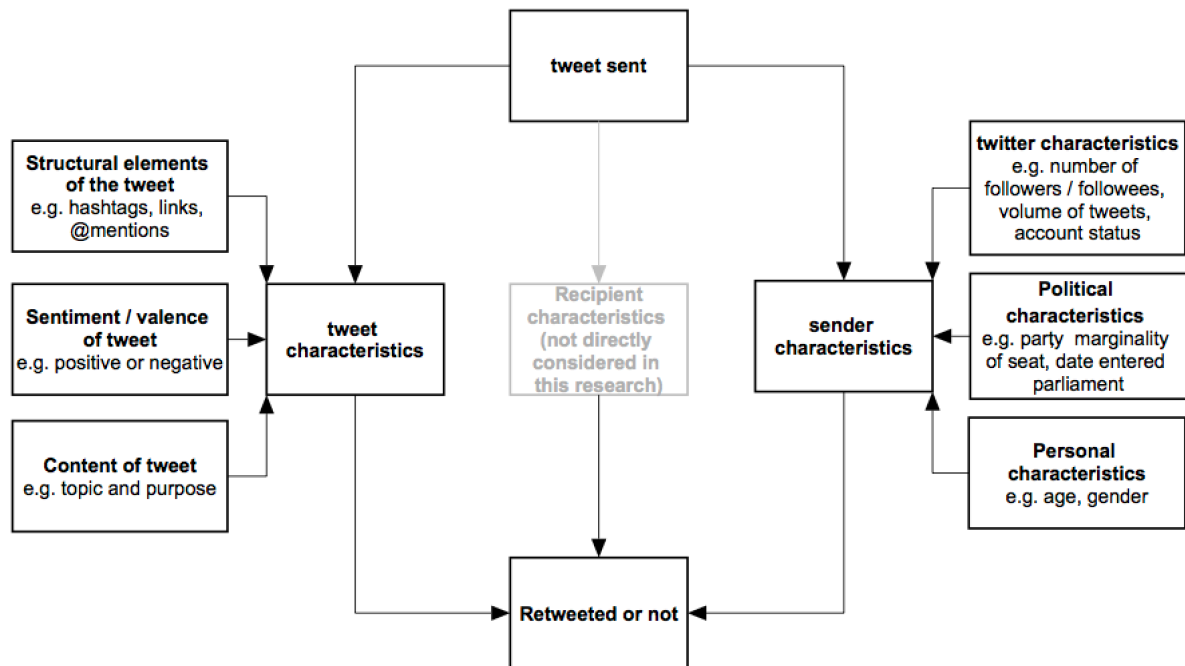 tweet sent
Structural elements
of the tweet
e.g. hashtags, links,
@mentions
Sentiment / valence
of tweet
e.g. positive or negative
Content of tweet
e.g. topic and purpose
tweet
characteristics
Recipient
characteristics
(not directly
considered in
this research)
sender
characteristics
twitter characteristics
e.g. number of
followers / followees,
volume of tweets,
account status
Political
characteristics
e.g. party  marginality
of seat, date entered
parliament
Personal
characteristics
e.g. age, gender
Retweeted or not